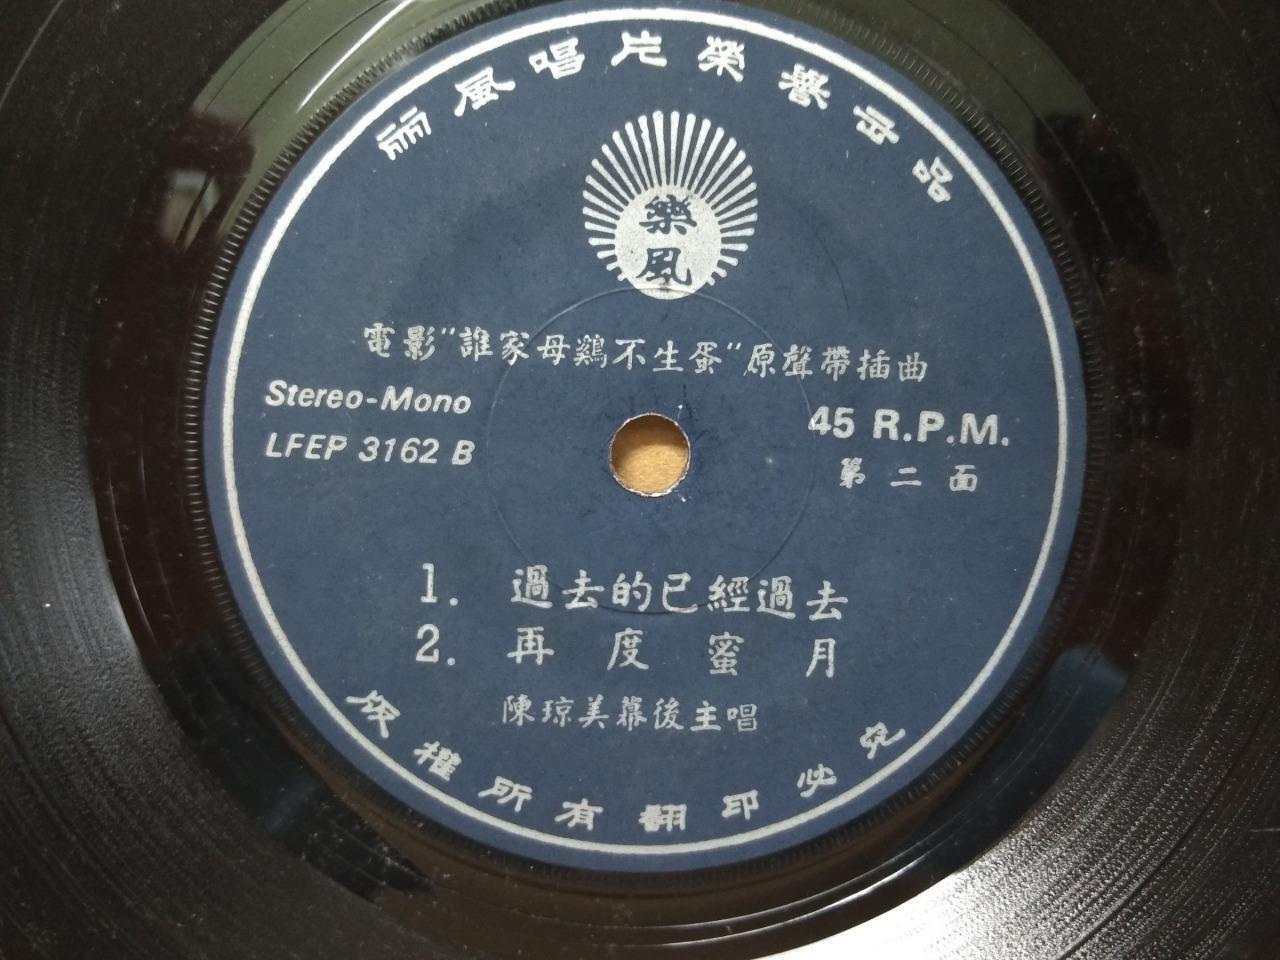 丽風唱片榮譽出品
樂風
電影"誰家母鷄不生蛋"原聲帶插曲
Stereo-Mono
45 R.P.M.
LFEP 3162 B
第二面
1. 過去的已經過去
2. 再度蜜月
陳琼美幕後主唱
版權所有翻印必究